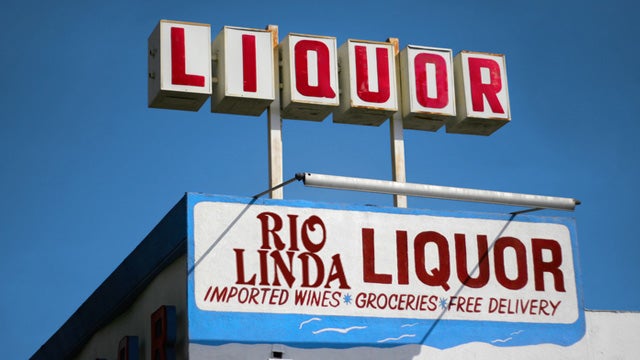 LIQUOR
RIO LINDA LIQUOR
IMPORTED WINES * GROCERIES * FREE DELIVERY